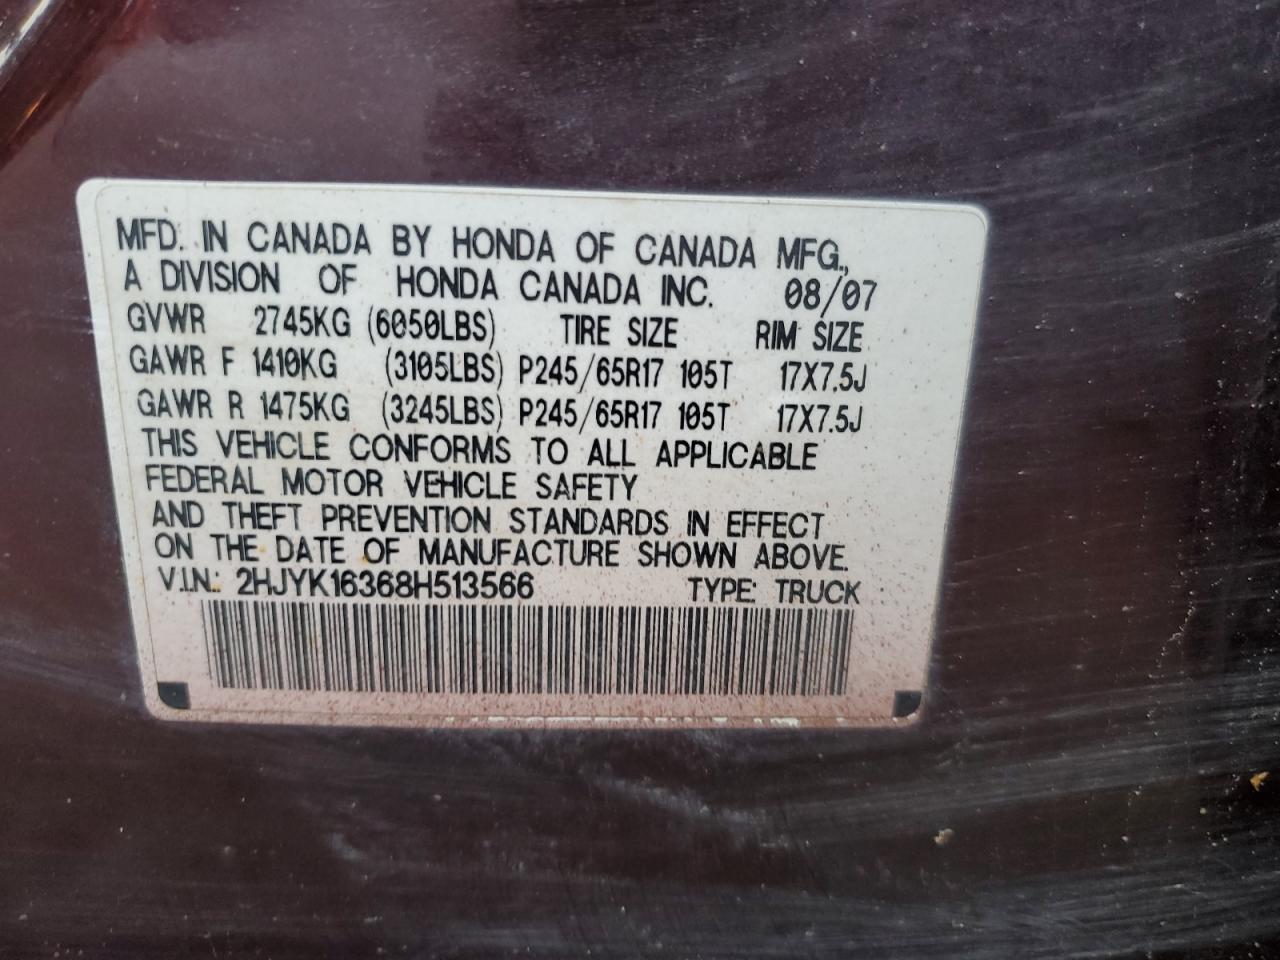 MFD. IN CANADA BY HONDA OF CANADA MFG.,
A DIVISION OF HONDA CANADA INC. 08/07
GVWR 2745KG (6050LBS) TIRE SIZE RIM SIZE
GAWR F 1410KG (3105LBS) P245/65R17 105T 17X7.5J
GAWR R 1475KG (3245LBS) P245/65R17 105T 17X7.5J
THIS VEHICLE CONFORMS TO ALL APPLICABLE
FEDERAL MOTOR VEHICLE SAFETY
AND THEFT PREVENTION STANDARDS IN EFFECT
ON THE DATE OF MANUFACTURE SHOWN ABOVE.
V.I.N.: 2HJYK16368H513566 TYPE: TRUCK